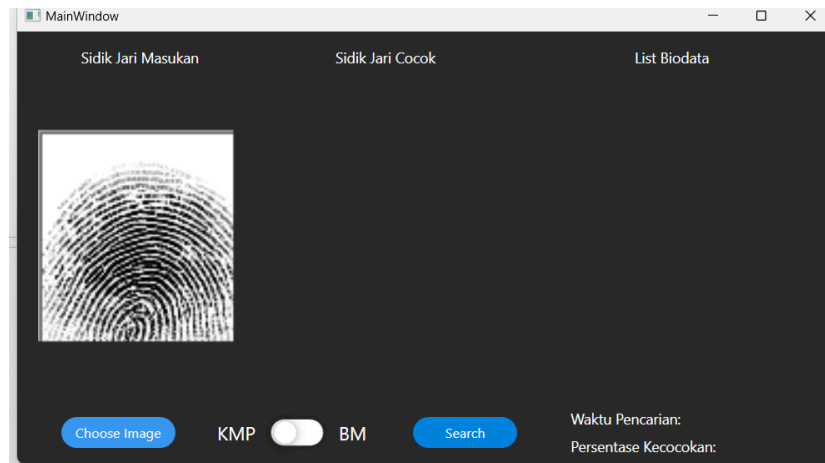 MainWindow
Sidik Jari Masukan
Sidik Jari Cocok
List Biodata
Choose Image
KMP
BM
Search
Waktu Pencarian:
Persentase Kecocokan: